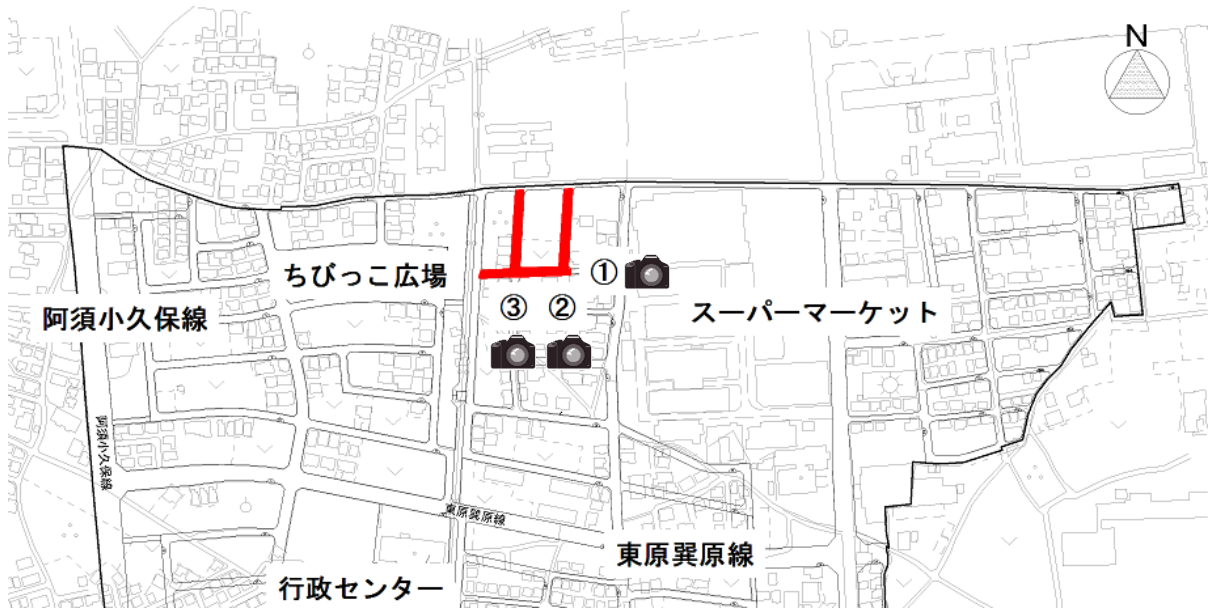 N
ちびっこ広場
①
阿須小久保線
③
②
スーパーマーケット
阿須小久保線
東原巽原線
東原巽原線
行政センター